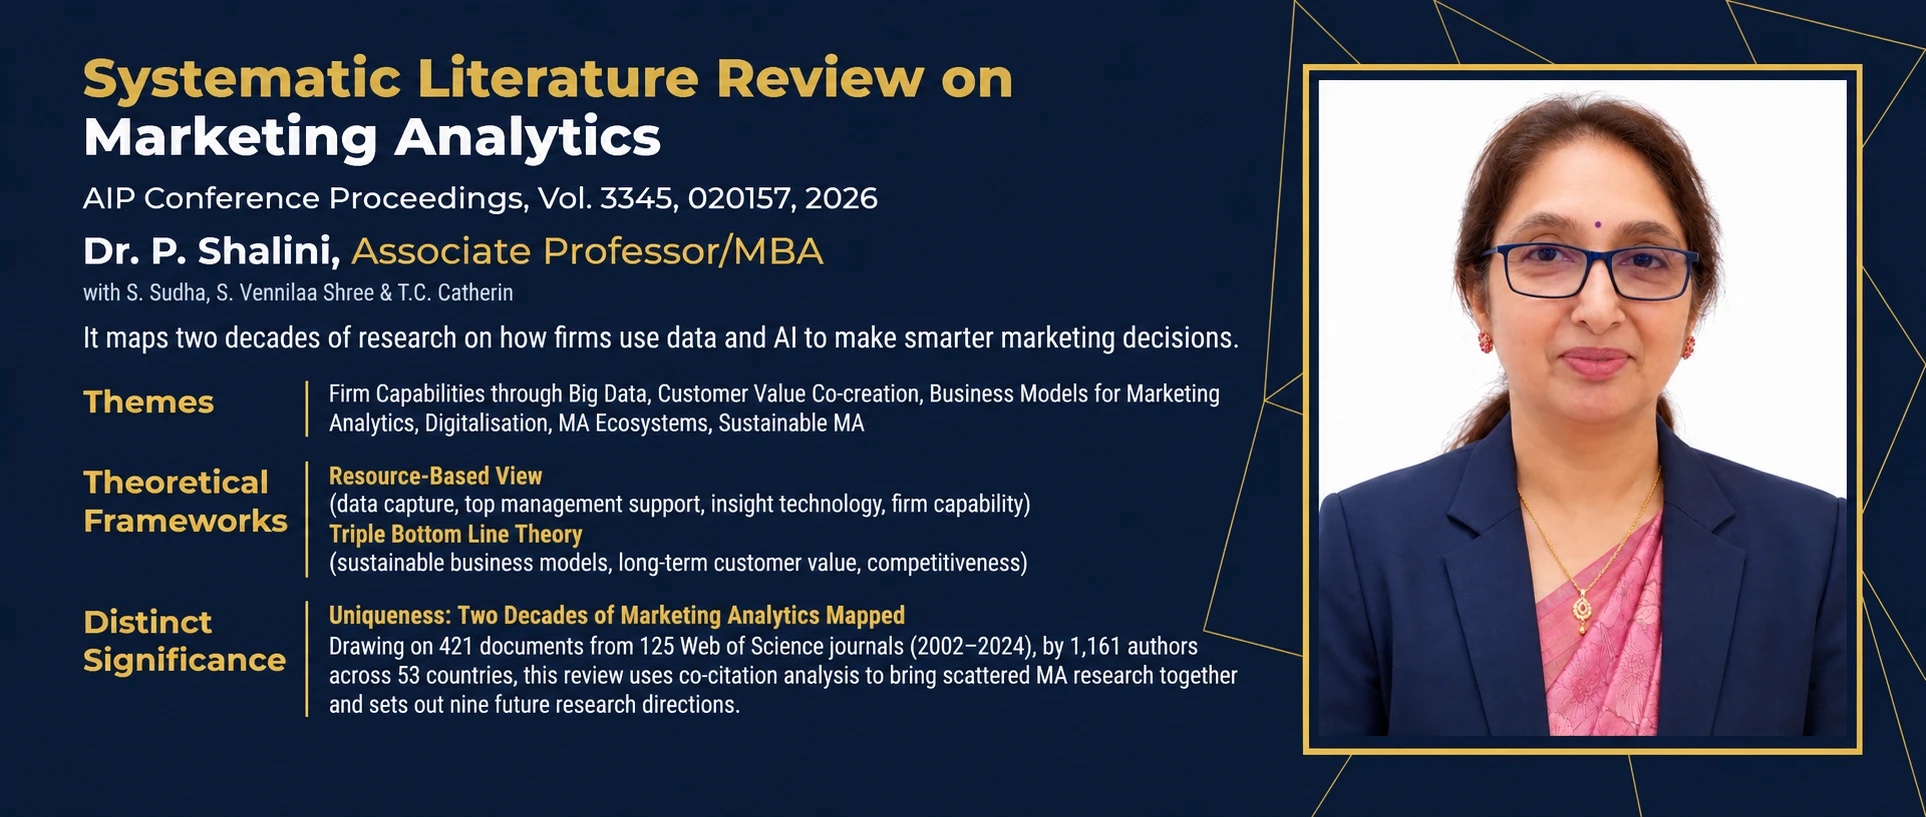 Systematic Literature Review on
Marketing Analytics
AIP Conference Proceedings, Vol. 3345, 020157, 2026
Dr. P. Shalini, Associate Professor/MBA
with S. Sudha, S. Vennilaa Shree & T.C. Catherin
It maps two decades of research on how firms use data and AI to make smarter marketing decisions.
Themes
Firm Capabilities through Big Data, Customer Value Co-creation, Business Models for Marketing
Analytics, Digitalisation, MA Ecosystems, Sustainable MA
Theoretical
Frameworks
Resource-Based View
(data capture, top management support, insight technology, firm capability)
Triple Bottom Line Theory
(sustainable business models, long-term customer value, competitiveness)
Distinct
Significance
Uniqueness: Two Decades of Marketing Analytics Mapped
Drawing on 421 documents from 125 Web of Science journals (2002–2024), by 1,161 authors
across 53 countries, this review uses co-citation analysis to bring scattered MA research together
and sets out nine future research directions.